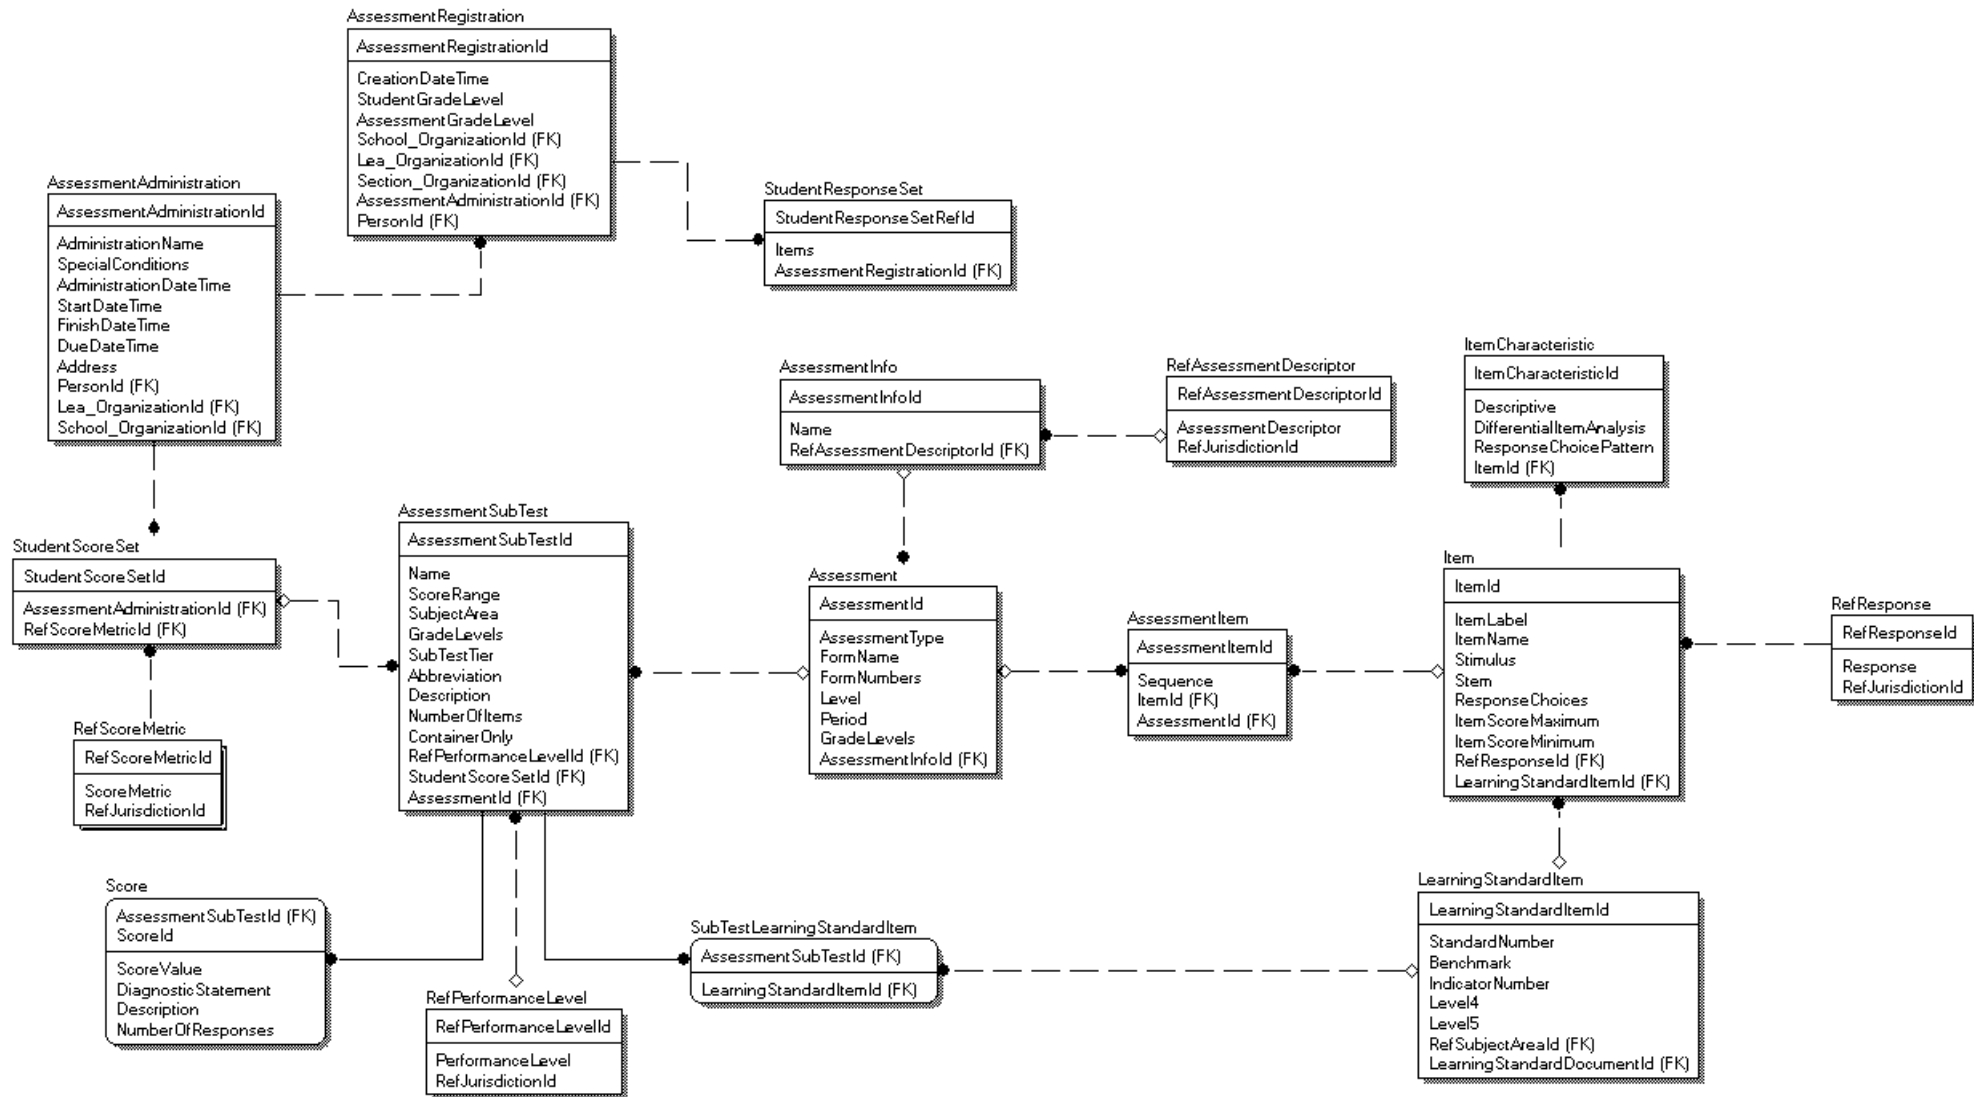 AssessmentRegistration
AssessmentRegistrationId
CreationDateTime
StudentGradeLevel
AssessmentGradeLevel
School_OrganizationId (FK)
Lea_OrganizationId (FK)
Section_OrganizationId (FK)
AssessmentAdministrationId (FK)
PersonId (FK)
AssessmentAdministration
AssessmentAdministrationId
AdministrationName
SpecialConditions
AdministrationDateTime
StartDateTime
FinishDateTime
DueDateTime
Address
PersonId (FK)
Lea_OrganizationId (FK)
School_OrganizationId (FK)
StudentResponseSet
StudentResponseSetRefId
Items
AssessmentRegistrationId (FK)
AssessmentInfo
AssessmentInfoId
Name
RefAssessmentDescriptorId (FK)
RefAssessmentDescriptor
RefAssessmentDescriptorId
AssessmentDescriptor
RefJurisdictionId
ItemCharacteristic
ItemCharacteristicId
Descriptive
DifferentialItemAnalysis
ResponseChoicePattern
ItemId (FK)
StudentScoreSet
StudentScoreSetId
AssessmentAdministrationId (FK)
RefScoreMetricId (FK)
AssessmentSubTest
AssessmentSubTestId
Name
ScoreRange
SubjectArea
GradeLevels
SubTestTier
Abbreviation
Description
NumberOfItems
ContainerOnly
RefPerformanceLevelId (FK)
StudentScoreSetId (FK)
AssessmentId (FK)
Assessment
AssessmentId
AssessmentType
FormName
FormNumbers
Level
Period
GradeLevels
AssessmentInfoId (FK)
AssessmentItem
AssessmentItemId
Sequence
ItemId (FK)
AssessmentId (FK)
Item
ItemId
ItemLabel
ItemName
Stimulus
Stem
ResponseChoices
ItemScoreMaximum
ItemScoreMinimum
RefResponseId (FK)
LearningStandardItemId (FK)
RefResponse
RefResponseId
Response
RefJurisdictionId
RefScoreMetric
RefScoreMetricId
ScoreMetric
RefJurisdictionId
Score
AssessmentSubTestId (FK)
ScoreId
ScoreValue
DiagnosticStatement
Description
NumberOfResponses
RefPerformanceLevel
RefPerformanceLevelId
PerformanceLevel
RefJurisdictionId
SubTestLearningStandardItem
AssessmentSubTestId (FK)
LearningStandardItemId (FK)
LearningStandardItem
LearningStandardItemId
StandardNumber
Benchmark
IndicatorNumber
Level4
Level5
RefSubjectAreaId (FK)
LearningStandardDocumentId (FK)